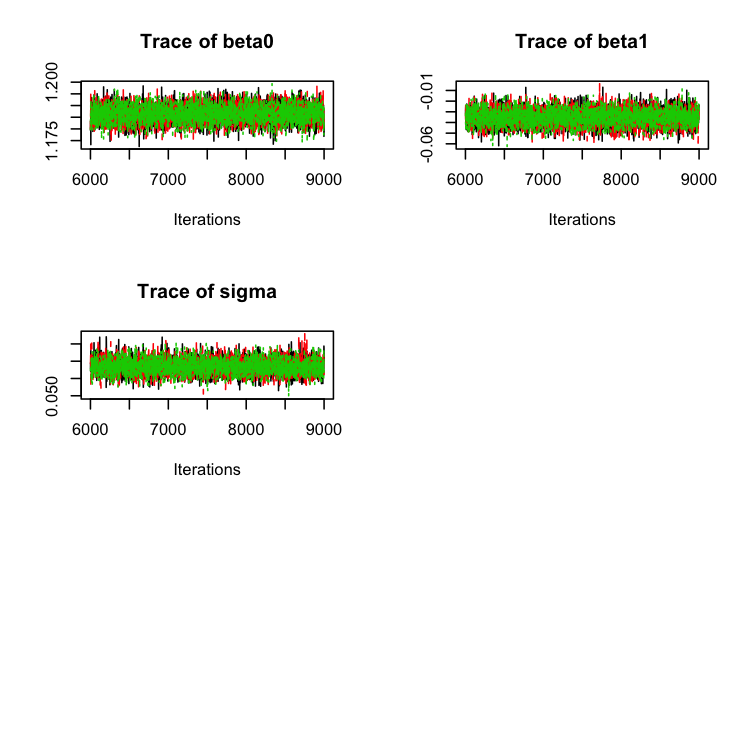 Trace of beta0
1.200
1.175
6000 7000 8000 9000
Iterations
Trace of beta1
-0.01
-0.06
6000 7000 8000 9000
Iterations
Trace of sigma
0.050
6000 7000 8000 9000
Iterations